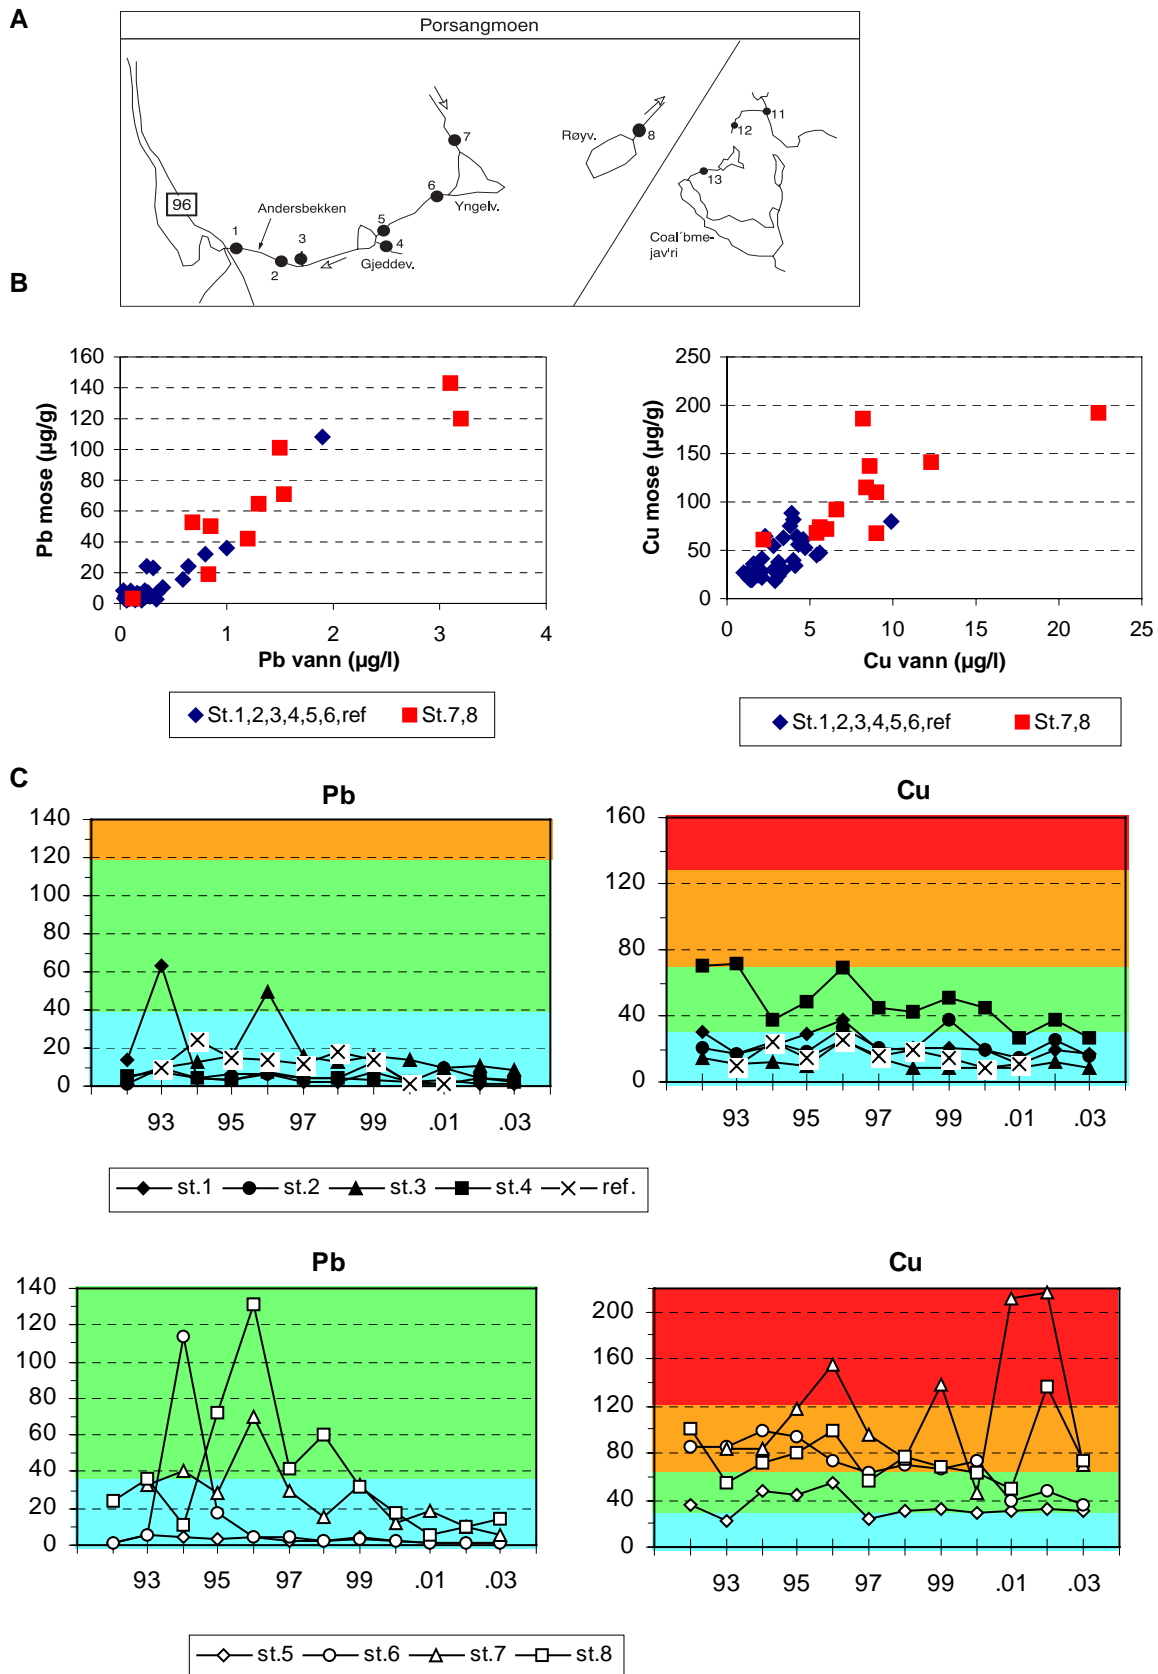 A
Porsangmoen
96
Andersbekken
1
2
3
4
5
6
7
8
Gjeddev.
Yngelv.
Røyv.
11
12
13
Coal´bme-
jav'ri
B
160
140
120
100
80
60
40
20
0
Pb mose (µg/g)
0 1 2 3 4
Pb vann (µg/l)
St.1,2,3,4,5,6,ref St.7,8
250
200
150
100
50
0
Cu mose (µg/g)
0 5 10 15 20 25
Cu vann (µg/l)
St.1,2,3,4,5,6,ref St.7,8
C
Pb
140
120
100
80
60
40
20
0
93 95 97 99 .01 .03
Cu
160
120
80
40
0
93 95 97 99 .01 .03
st.1 st.2 st.3 st.4 ref.
Pb
140
120
100
80
60
40
20
0
93 95 97 99 .01 .03
Cu
200
160
120
80
40
0
93 95 97 99 .01 .03
st.5 st.6 st.7 st.8